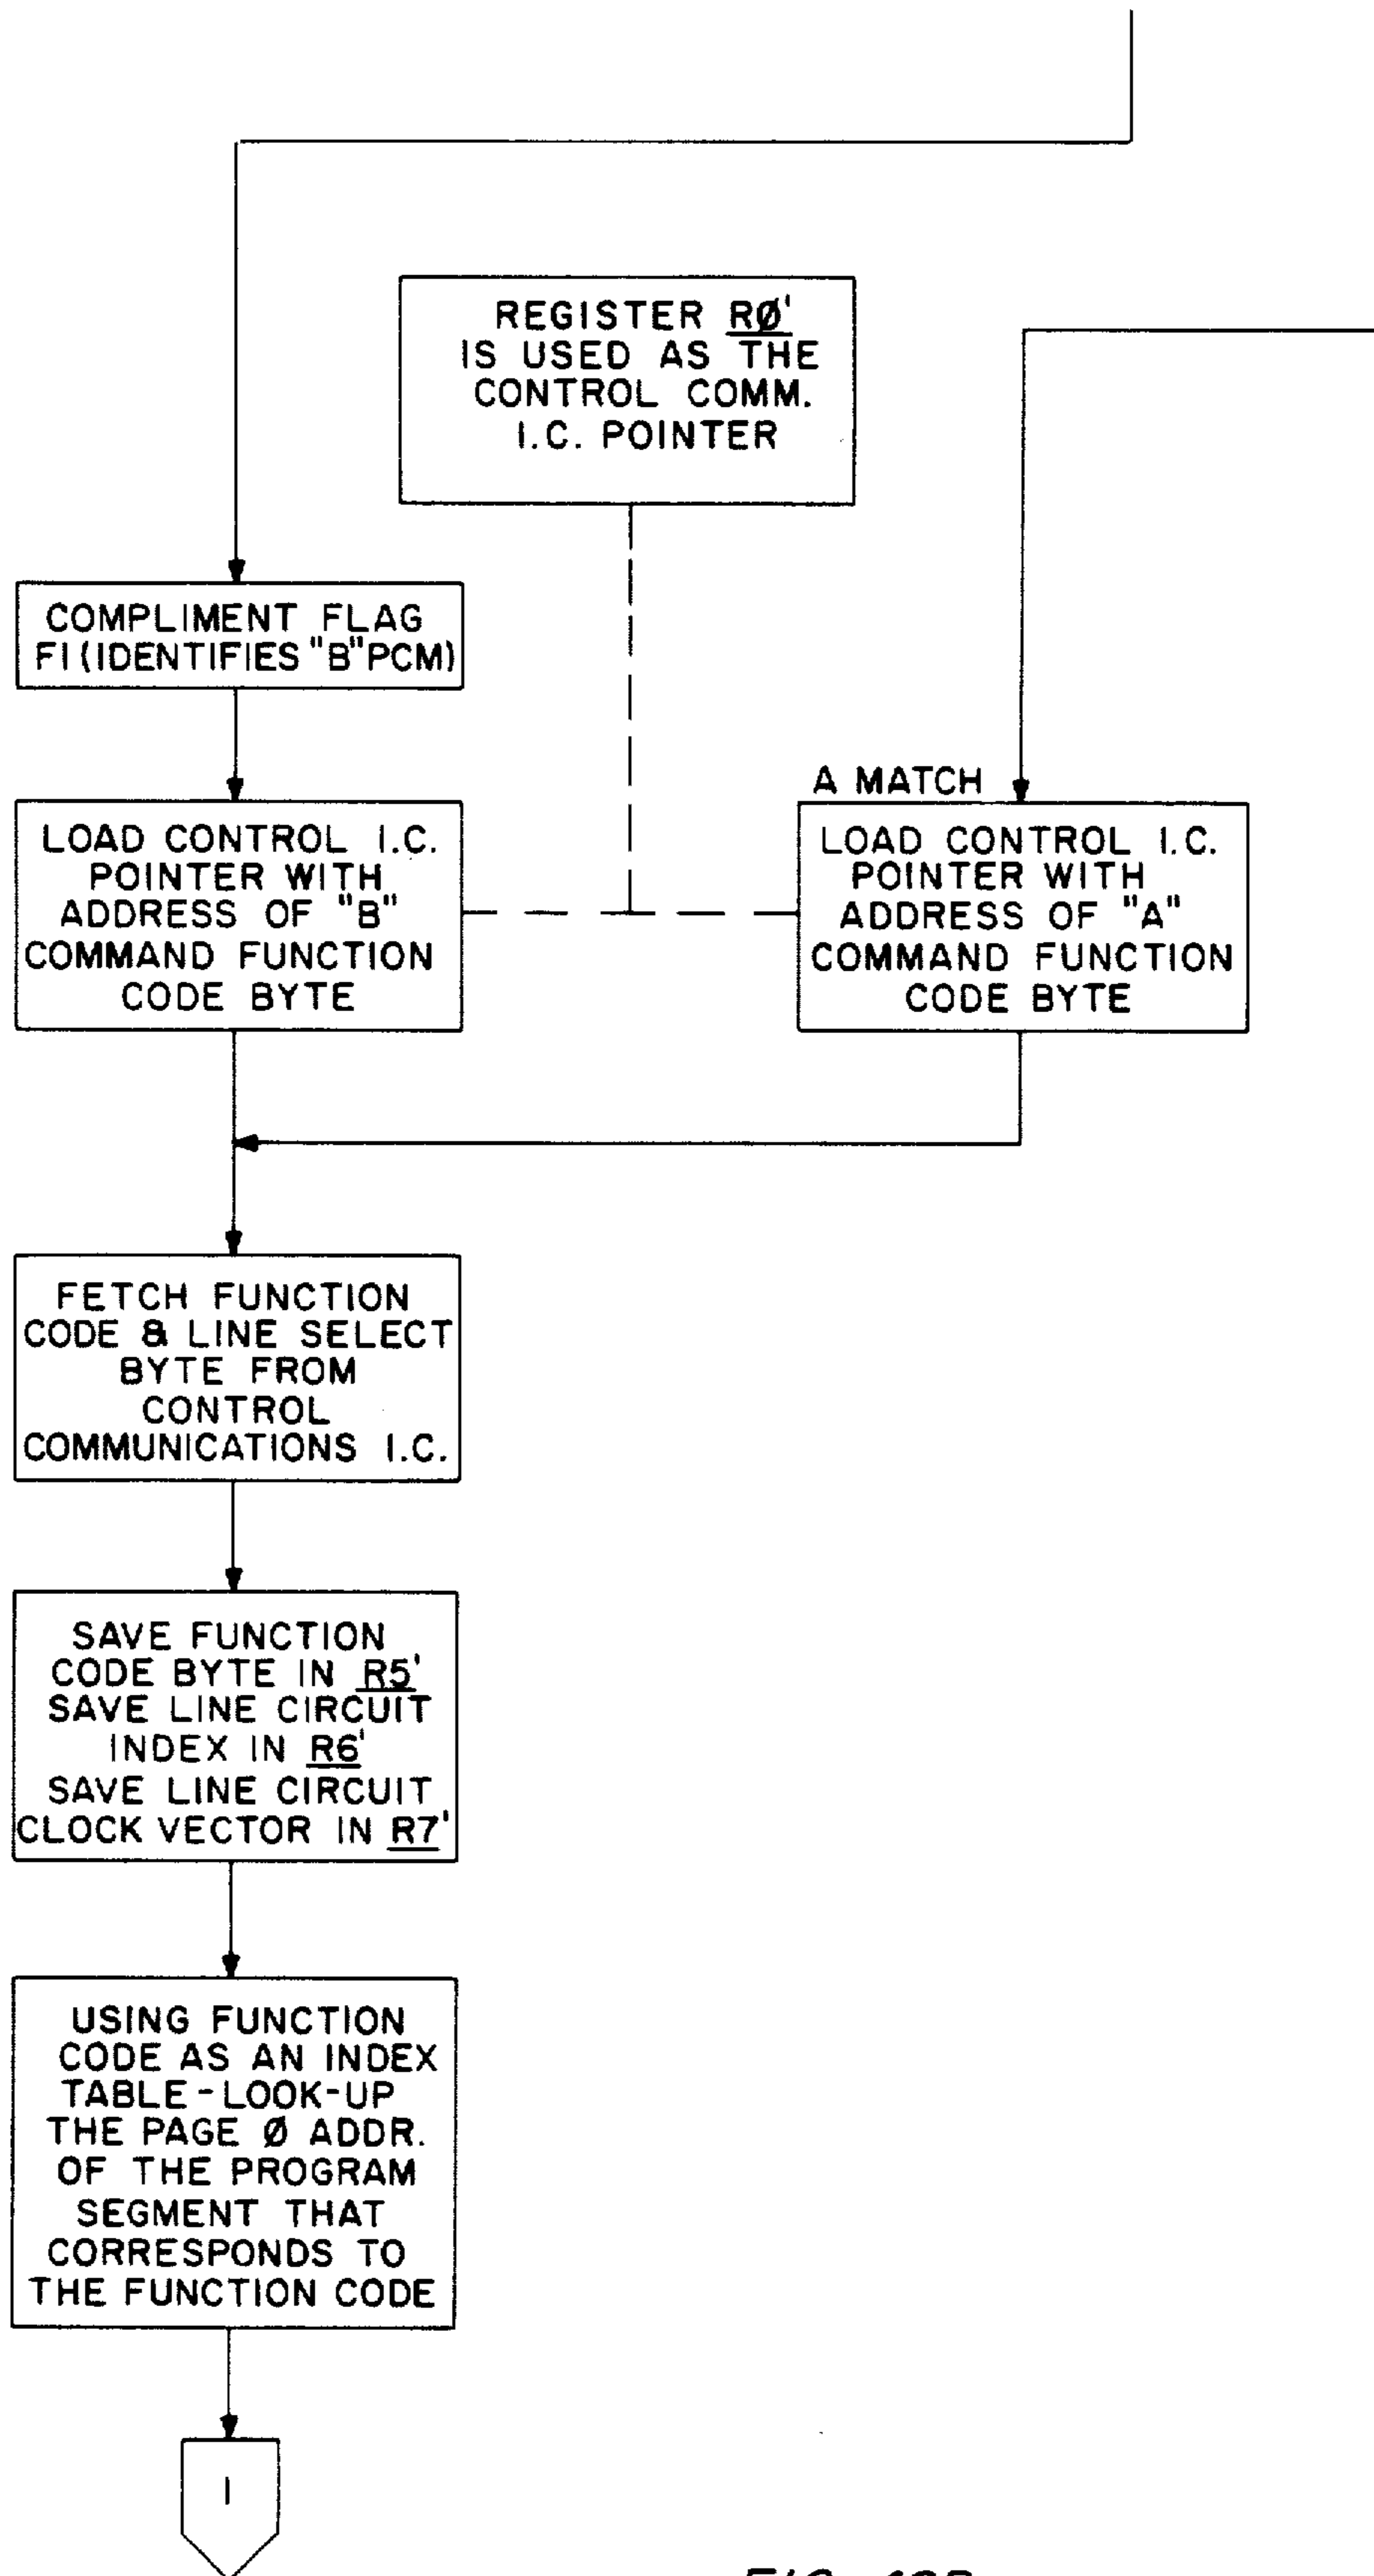 REGISTER RØ'
IS USED AS THE
CONTROL COMM.
I.C. POINTER
COMPLIMENT FLAG
F1 (IDENTIFIES "B" PCM)
A MATCH
LOAD CONTROL I.C.
POINTER WITH
ADDRESS OF "B"
COMMAND FUNCTION
CODE BYTE
LOAD CONTROL I.C.
POINTER WITH
ADDRESS OF "A"
COMMAND FUNCTION
CODE BYTE
FETCH FUNCTION
CODE & LINE SELECT
BYTE FROM
CONTROL
COMMUNICATIONS I.C.
SAVE FUNCTION
CODE BYTE IN R5'
SAVE LINE CIRCUIT
INDEX IN R6'
SAVE LINE CIRCUIT
CLOCK VECTOR IN R7'
USING FUNCTION
CODE AS AN INDEX
TABLE-LOOK-UP
THE PAGE Ø ADDR.
OF THE PROGRAM
SEGMENT THAT
CORRESPONDS TO
THE FUNCTION CODE
1